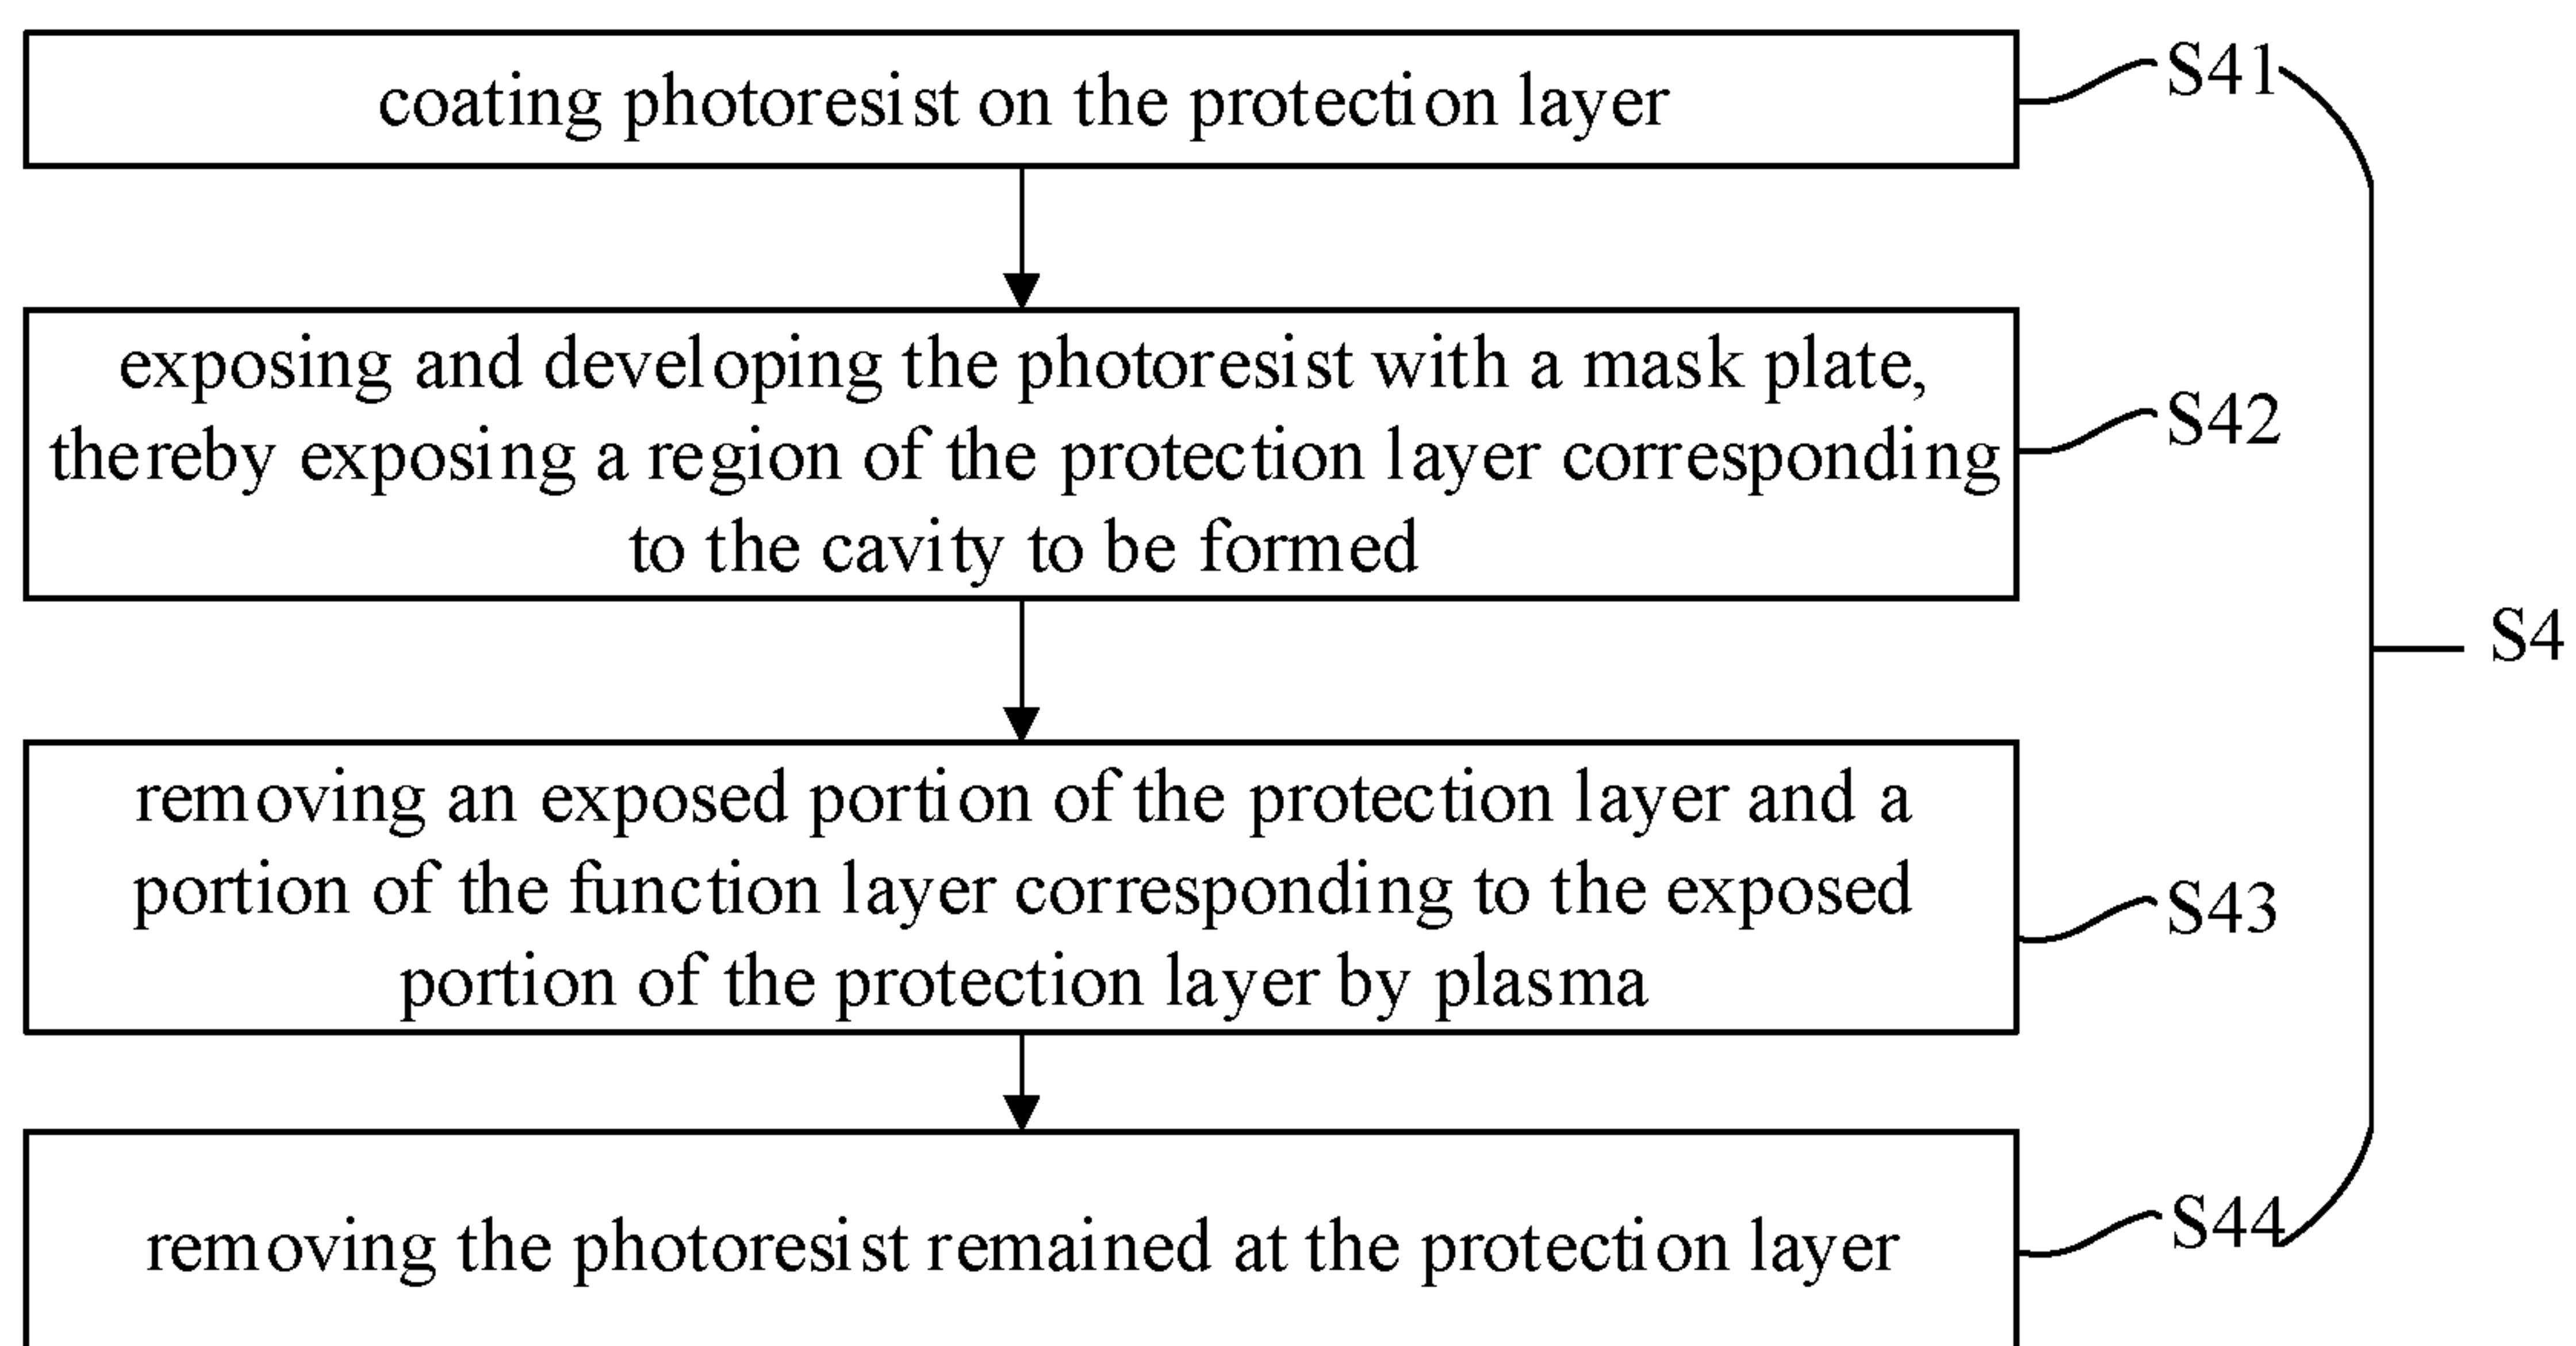 coating photoresist on the protection layer
S41
exposing and developing the photoresist with a mask plate,
thereby exposing a region of the protection layer corresponding
to the cavity to be formed
S42
S4
removing an exposed portion of the protection layer and a
portion of the function layer corresponding to the exposed
portion of the protection layer by plasma
S43
removing the photoresist remained at the protection layer
S44